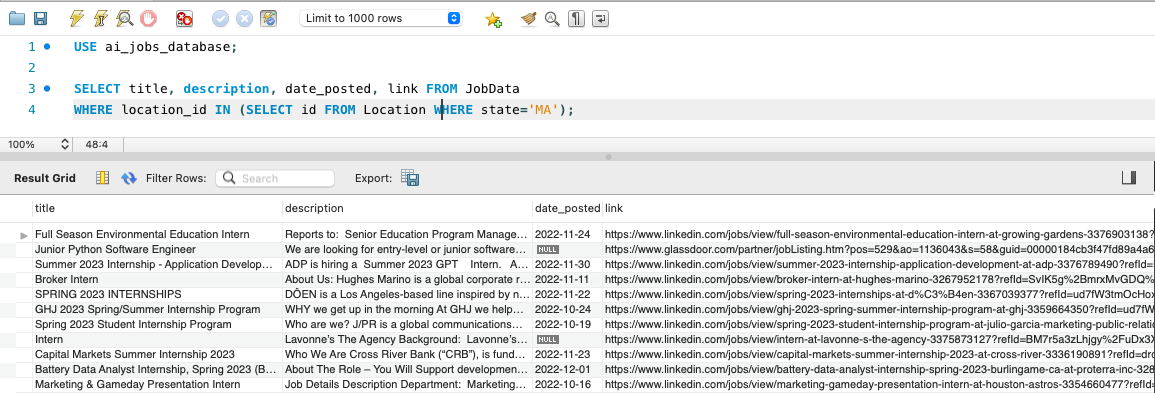 Limit to 1000 rows
1 USE ai_jobs_database;
2
3 SELECT title, description, date_posted, link FROM JobData
4 WHERE location_id IN (SELECT id FROM Location WHERE state='MA');
100% 48:4
Result Grid Filter Rows: Search Export:
title description date_posted link
Full Season Environmental Education Intern Reports to: Senior Education Program Manage... 2022-11-24 https://www.linkedin.com/jobs/view/full-season-environmental-education-intern-at-growing-gardens-3376903138?
Junior Python Software Engineer We are looking for entry-level or junior software... NULL https://www.glassdoor.com/partner/jobListing.htm?pos=529&ao=1136043&s=58&guid=00000184cb3f47fd89a4a6
Summer 2023 Internship - Application Develop... ADP is hiring a Summer 2023 GPT Intern. A... 2022-11-30 https://www.linkedin.com/jobs/view/summer-2023-internship-application-development-at-adp-3376789490?refId=
Broker Intern About Us: Hughes Marino is a global corporate r... 2022-11-11 https://www.linkedin.com/jobs/view/broker-intern-at-hughes-marino-3267952178?refId=SvIK5g%2BmrxMvGDQ%
SPRING 2023 INTERNSHIPS DÔEN is a Los Angeles-based line inspired by n... 2022-11-22 https://www.linkedin.com/jobs/view/spring-2023-internships-at-d%C3%B4en-3367039377?refId=ud7fW3tmOcHox
GHJ 2023 Spring/Summer Internship Program WHY we get up in the morning At GHJ we help... 2022-10-24 https://www.linkedin.com/jobs/view/ghj-2023-spring-summer-internship-program-at-ghj-3359664350?refId=ud7fW
Spring 2023 Student Internship Program Who are we? J/PR is a global communications... 2022-10-19 https://www.linkedin.com/jobs/view/spring-2023-student-internship-program-at-julio-garcia-marketing-public-relati
Intern Lavonne's The Agency Background: Lavonne's... NULL https://www.linkedin.com/jobs/view/intern-at-lavonne-s-the-agency-3375873127?refId=BM7r5a3zLhjgy%2FuDx3X
Capital Markets Summer Internship 2023 Who We Are Cross River Bank (“CRB”), is fund... 2022-11-23 https://www.linkedin.com/jobs/view/capital-markets-summer-internship-2023-at-cross-river-3336190891?refId=dro
Battery Data Analyst Internship, Spring 2023 (B... About The Role – You Will Support developmen... 2022-12-01 https://www.linkedin.com/jobs/view/battery-data-analyst-internship-spring-2023-burlingame-ca-at-proterra-inc-328
Marketing & Gameday Presentation Intern Job Details Description Department: Marketing... 2022-10-16 https://www.linkedin.com/jobs/view/marketing-gameday-presentation-intern-at-houston-astros-3354660477?refId=